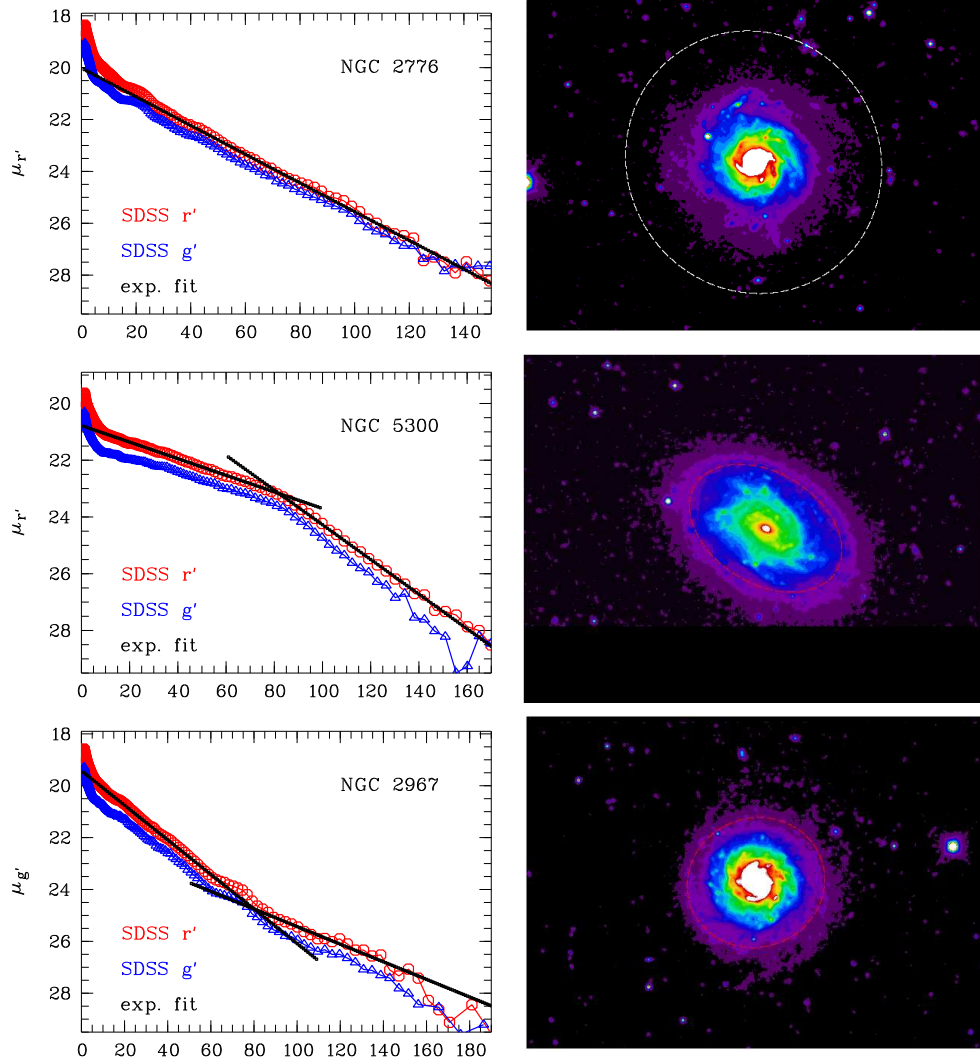 18
20
22
24
26
28
μr'
NGC 2776
SDSS r'
SDSS g'
exp. fit
0 20 40 60 80 100 120 140
20
22
24
26
28
μr'
NGC 5300
SDSS r'
SDSS g'
exp. fit
0 20 40 60 80 100 120 140 160
18
20
22
24
26
28
μg'
NGC 2967
SDSS r'
SDSS g'
exp. fit
0 20 40 60 80 100 120 140 160 180